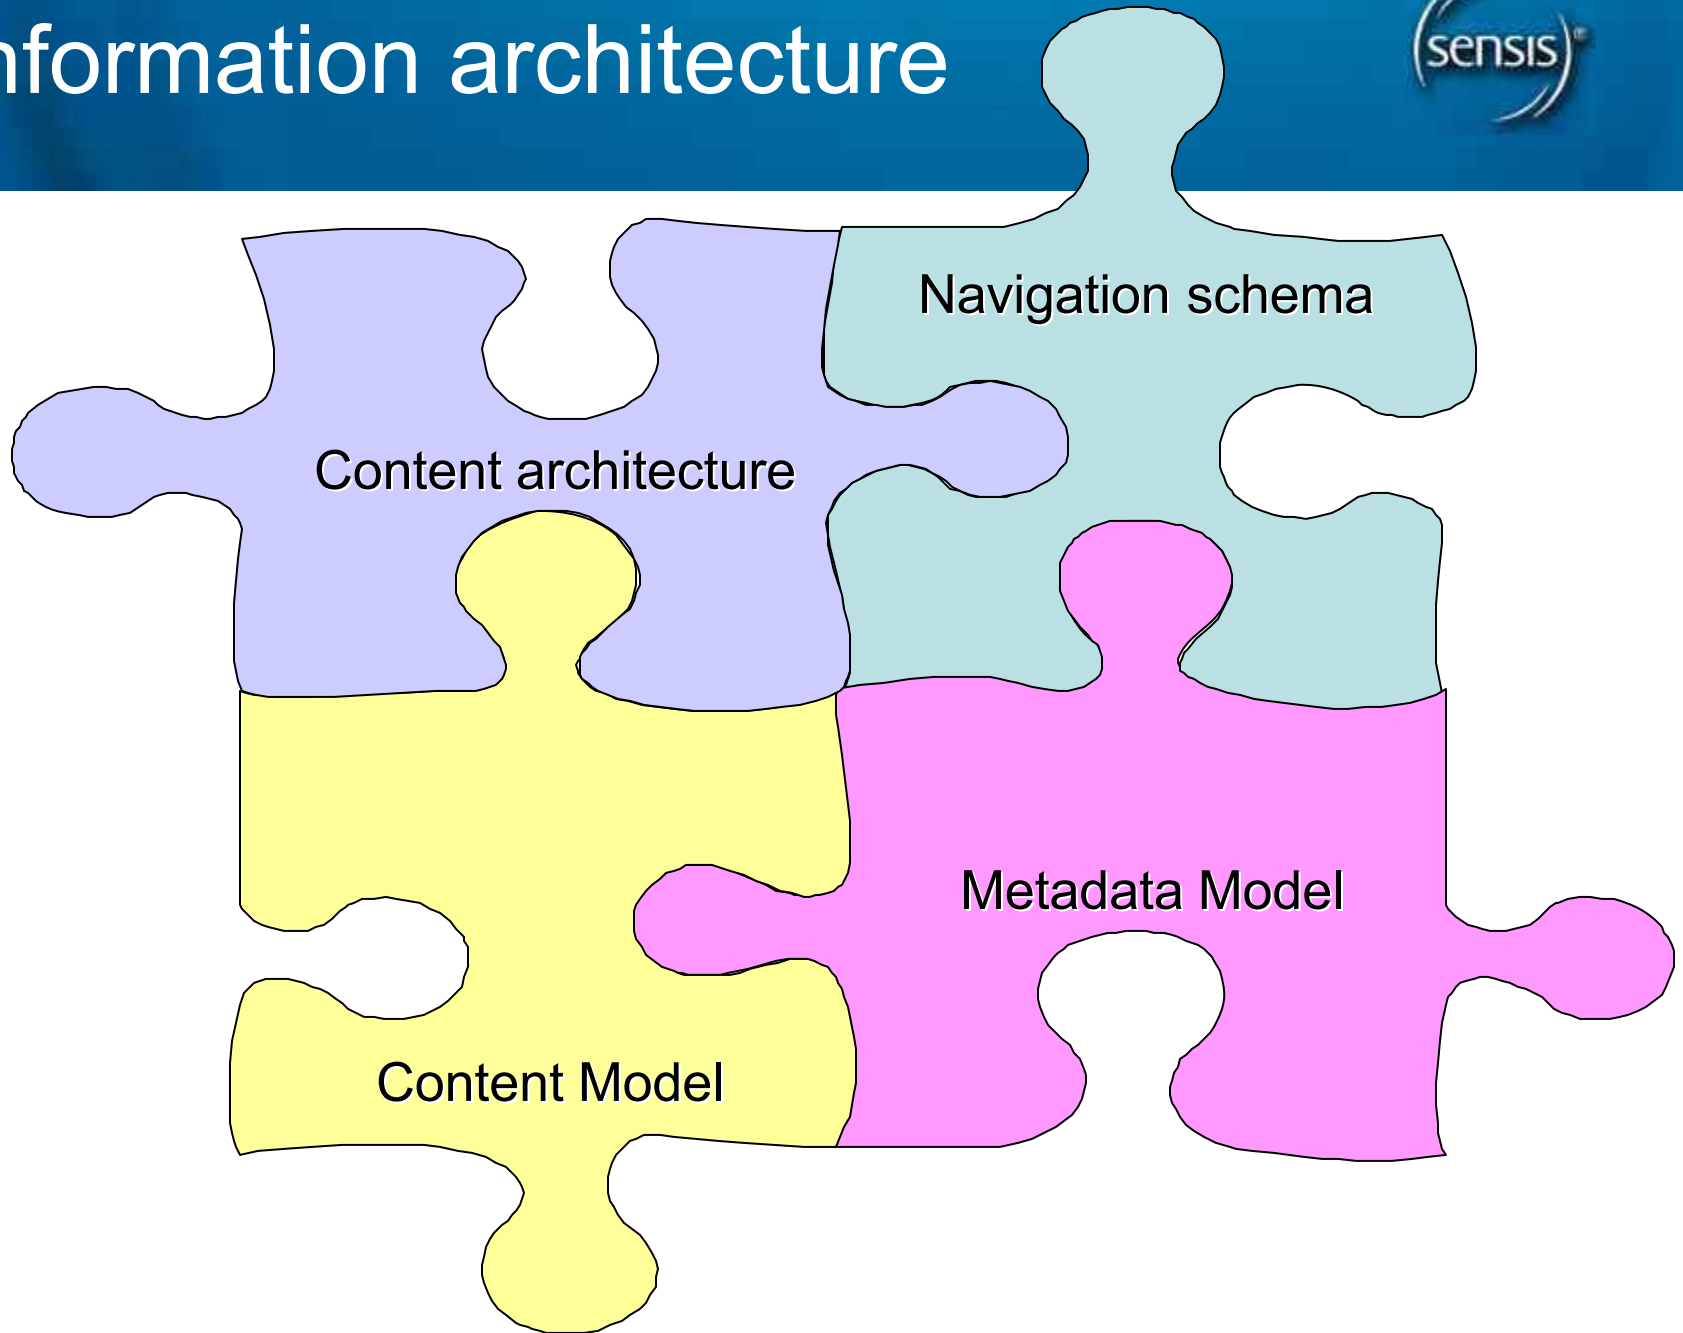 nformation architecture
sensis®
Navigation schema
Content architecture
Metadata Model
Content Model